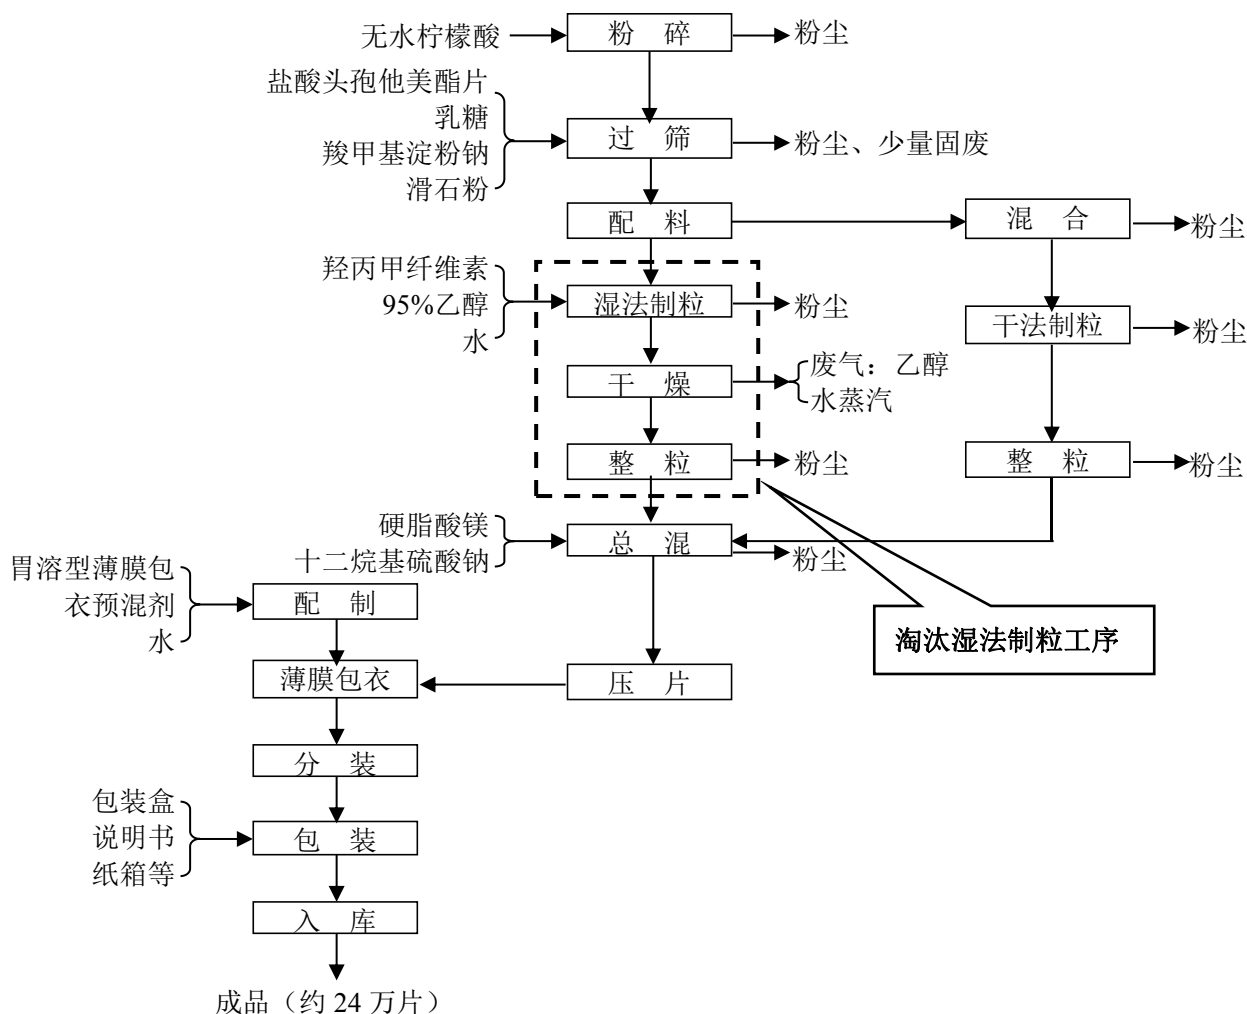 无水柠檬酸
粉 碎
粉尘
盐酸头孢他美酯片
乳糖
羧甲基淀粉钠
滑石粉
过 筛
粉尘、少量固废
配 料
混 合
粉尘
羟丙甲纤维素
95%乙醇
水
湿法制粒
粉尘
干法制粒
粉尘
干 燥
废气：乙醇
水蒸汽
整 粒
粉尘
整 粒
粉尘
硬脂酸镁
十二烷基硫酸钠
总 混
粉尘
胃溶型薄膜包
衣预混剂
水
配 制
淘汰湿法制粒工序
薄膜包衣
压 片
分 装
包装盒
说明书
纸箱等
包 装
入 库
成品（约 24 万片）